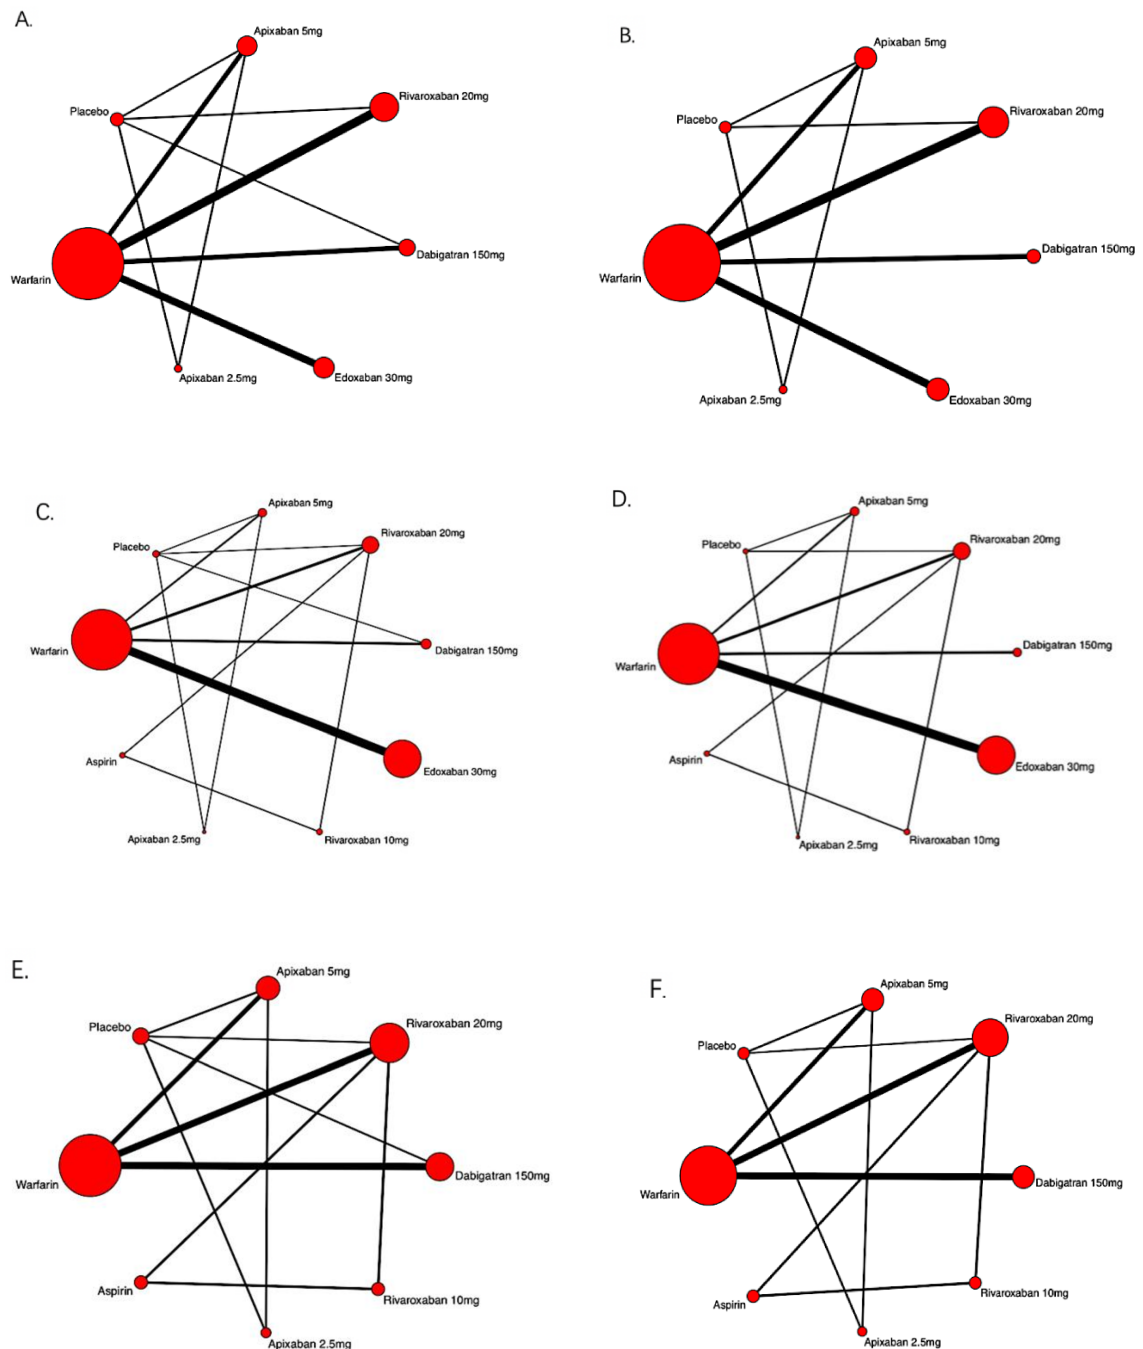 A.
Apixaban 5mg
Rivaroxaban 20mg
Placebo
Dabigatran 150mg
Warfarin
Apixaban 2.5mg
Edoxaban 30mg
B.
Apixaban 5mg
Rivaroxaban 20mg
Placebo
Dabigatran 150mg
Warfarin
Apixaban 2.5mg
Edoxaban 30mg
C.
Apixaban 5mg
Rivaroxaban 20mg
Placebo
Dabigatran 150mg
Warfarin
Aspirin
Edoxaban 30mg
Apixaban 2.5mg
Rivaroxaban 10mg
D.
Apixaban 5mg
Rivaroxaban 20mg
Placebo
Dabigatran 150mg
Warfarin
Aspirin
Edoxaban 30mg
Apixaban 2.5mg
Rivaroxaban 10mg
E.
Apixaban 5mg
Rivaroxaban 20mg
Placebo
Dabigatran 150mg
Warfarin
Aspirin
Rivaroxaban 10mg
Apixaban 2.5mg
F.
Apixaban 5mg
Rivaroxaban 20mg
Placebo
Dabigatran 150mg
Warfarin
Aspirin
Rivaroxaban 10mg
Apixaban 2.5mg